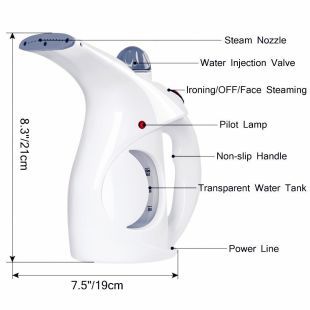 Steam Nozzle
Water Injection Valve
Ironing/OFF/Face Steaming
Pilot Lamp
Non-slip Handle
Transparent Water Tank
Power Line
8.3"/21cm
7.5"/19cm